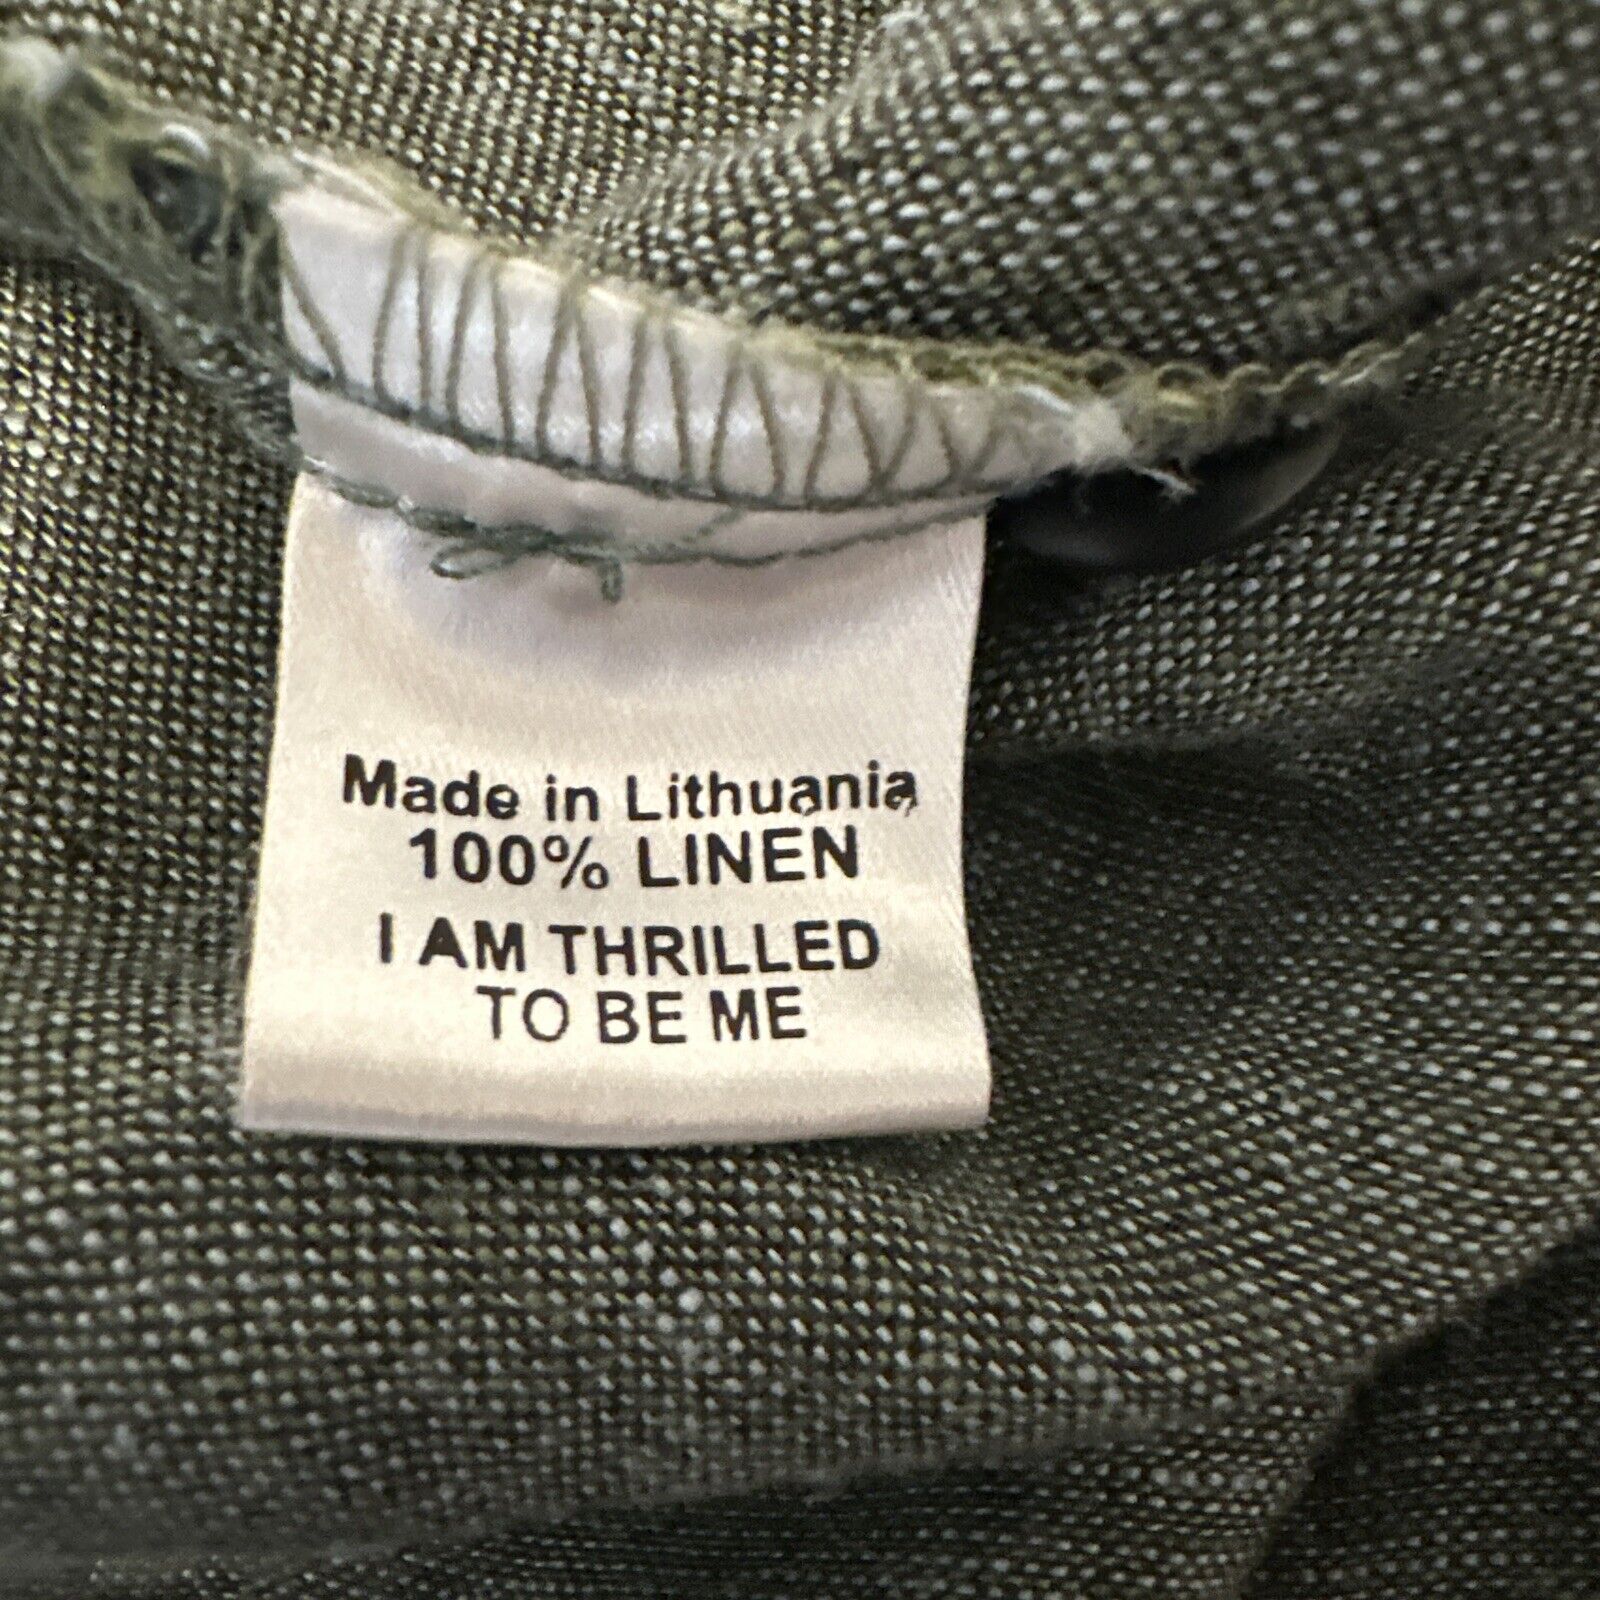 Made in Lithuania
100% LINEN
I AM THRILLED
TO BE ME